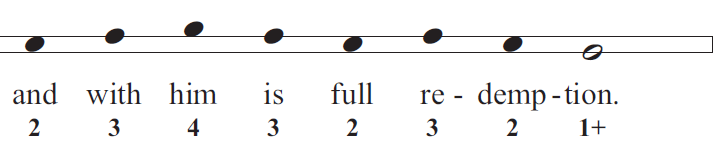 and with him is full re - demp - tion.
2 3 4 3 2 3 2 1+